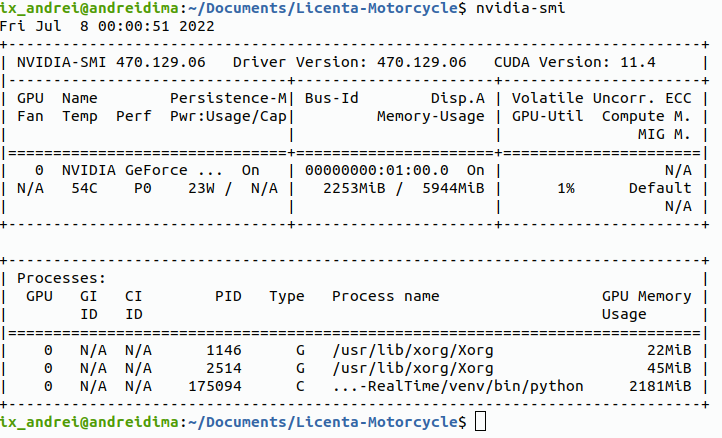 ix_andrei@andreidima:~/Documents/Licenta-Motorcycle$ nvidia-smi
Fri Jul  8 00:00:51 2022
+-----------------------------------------------------------------------------+
| NVIDIA-SMI 470.129.06   Driver Version: 470.129.06   CUDA Version: 11.4     |
|-------------------------------+----------------------+----------------------+
| GPU  Name        Persistence-M| Bus-Id        Disp.A | Volatile Uncorr. ECC |
| Fan  Temp  Perf  Pwr:Usage/Cap|         Memory-Usage | GPU-Util  Compute M. |
|                               |                      |               MIG M. |
|===============================+======================+======================|
|   0  NVIDIA GeForce ...  On   | 00000000:01:00.0  On |                  N/A |
| N/A   54C    P0    23W /  N/A |   2253MiB /  5944MiB |      1%      Default |
|                               |                      |                  N/A |
+-------------------------------+----------------------+----------------------+

+-----------------------------------------------------------------------------+
| Processes:                                                                  |
|  GPU   GI   CI        PID   Type   Process name                  GPU Memory |
|        ID   ID                                                   Usage      |
|=============================================================================|
|    0   N/A  N/A      1146      G   /usr/lib/xorg/Xorg                 22MiB |
|    0   N/A  N/A      2514      G   /usr/lib/xorg/Xorg                 45MiB |
|    0   N/A  N/A    175094      C   ...-RealTime/venv/bin/python     2181MiB |
+-----------------------------------------------------------------------------+
ix_andrei@andreidima:~/Documents/Licenta-Motorcycle$